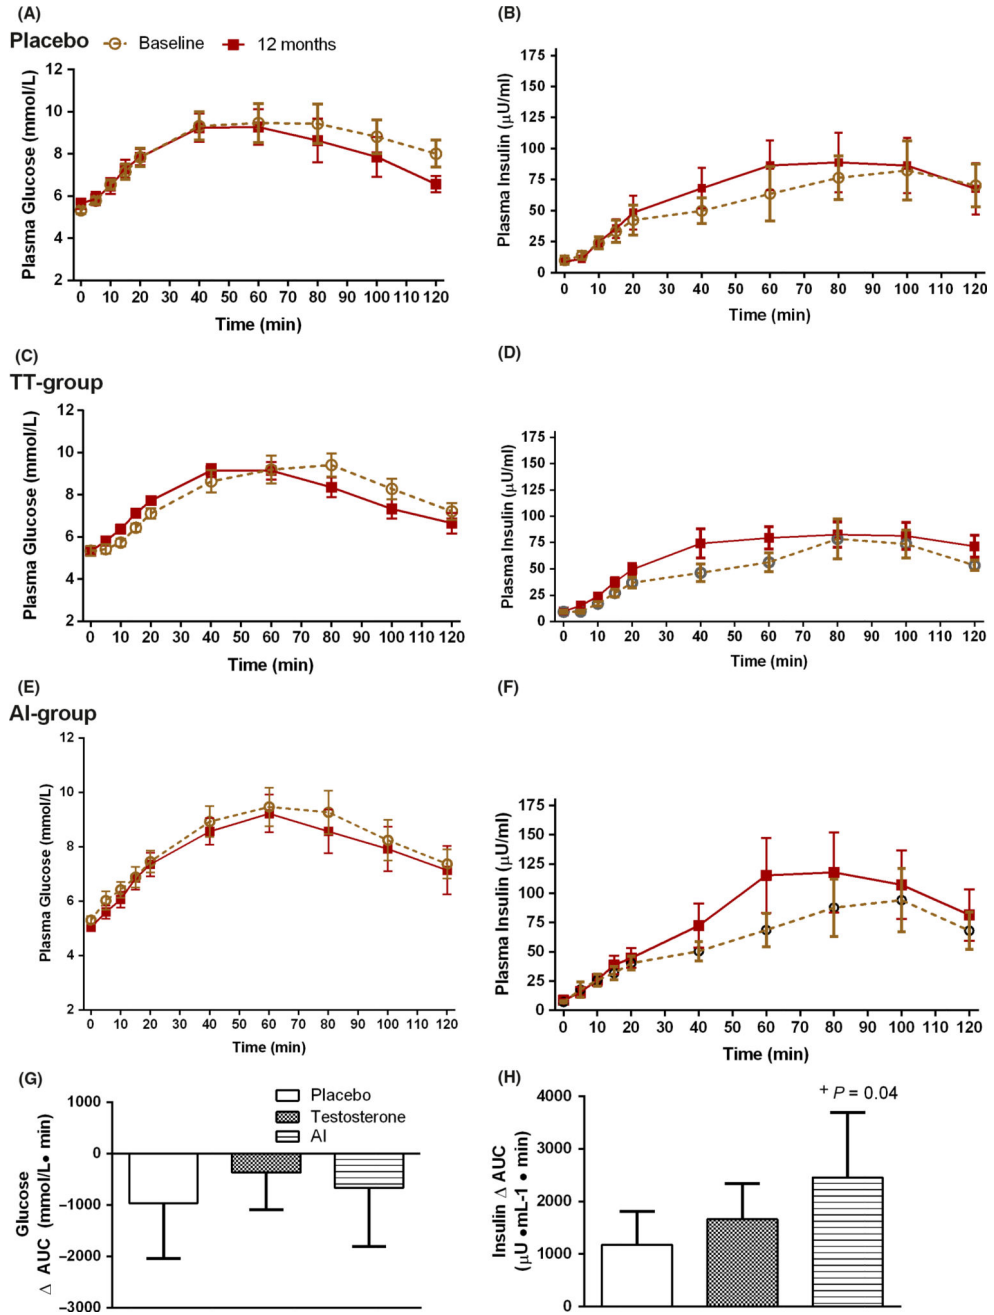 (A)
Placebo Baseline 12 months
Plasma Glucose (mmol/L)
12
10
8
6
4
2
0 10 20 30 40 50 60 70 80 90 100 110 120
Time (min)
(B)
Plasma Insulin (μU/ml)
175
150
125
100
75
50
25
0
0 10 20 30 40 50 60 70 80 90 100 110 120
Time (min)
(C)
TT-group
Plasma Glucose (mmol/L)
12
10
8
6
4
2
0 10 20 30 40 50 60 70 80 90 100 110 120
Time (min)
(D)
Plasma Insulin (μU/ml)
175
150
125
100
75
50
25
0
0 10 20 30 40 50 60 70 80 90 100 110 120
Time (min)
(E)
AI-group
Plasma Glucose (mmol/L)
12
10
8
6
4
2
0 10 20 30 40 50 60 70 80 90 100 110 120
Time (min)
(F)
Plasma Insulin (μU/ml)
175
150
125
100
75
50
25
0
0 10 20 30 40 50 60 70 80 90 100 110 120
Time (min)
(G)
Glucose
Δ AUC (mmol/L• min)
1000
0
–1000
–2000
–3000
Placebo
Testosterone
AI
(H)
Insulin Δ AUC
(μU •mL-1 • min)
4000
3000
2000
1000
0
+ P = 0.04